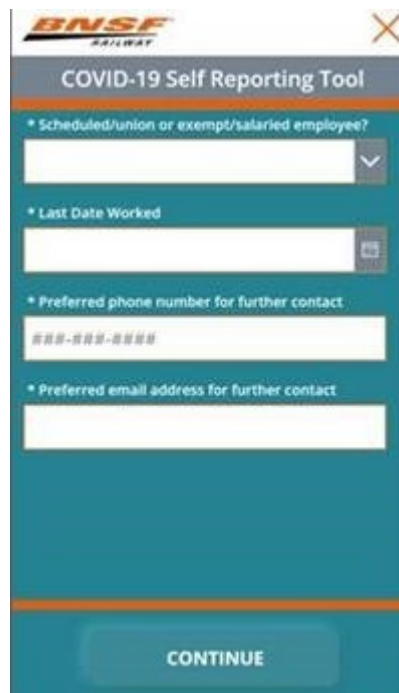 BNSF
RAILWAY
COVID-19 Self Reporting Tool
* Scheduled/union or exempt/salaried employee?
* Last Date Worked
* Preferred phone number for further contact
###-###-####
* Preferred email address for further contact
CONTINUE